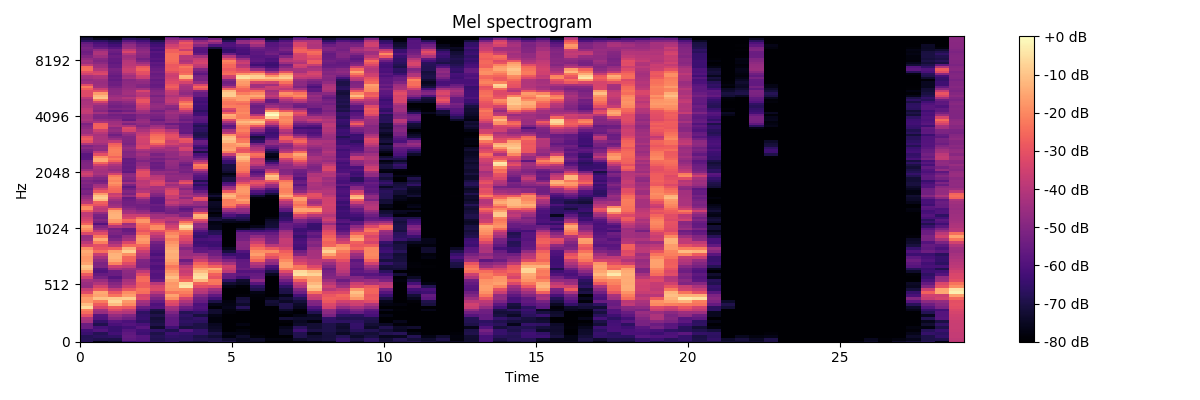 Mel spectrogram
Hz
8192
4096
2048
1024
512
0
0 5 10 15 20 25
Time
+0 dB
-10 dB
-20 dB
-30 dB
-40 dB
-50 dB
-60 dB
-70 dB
-80 dB